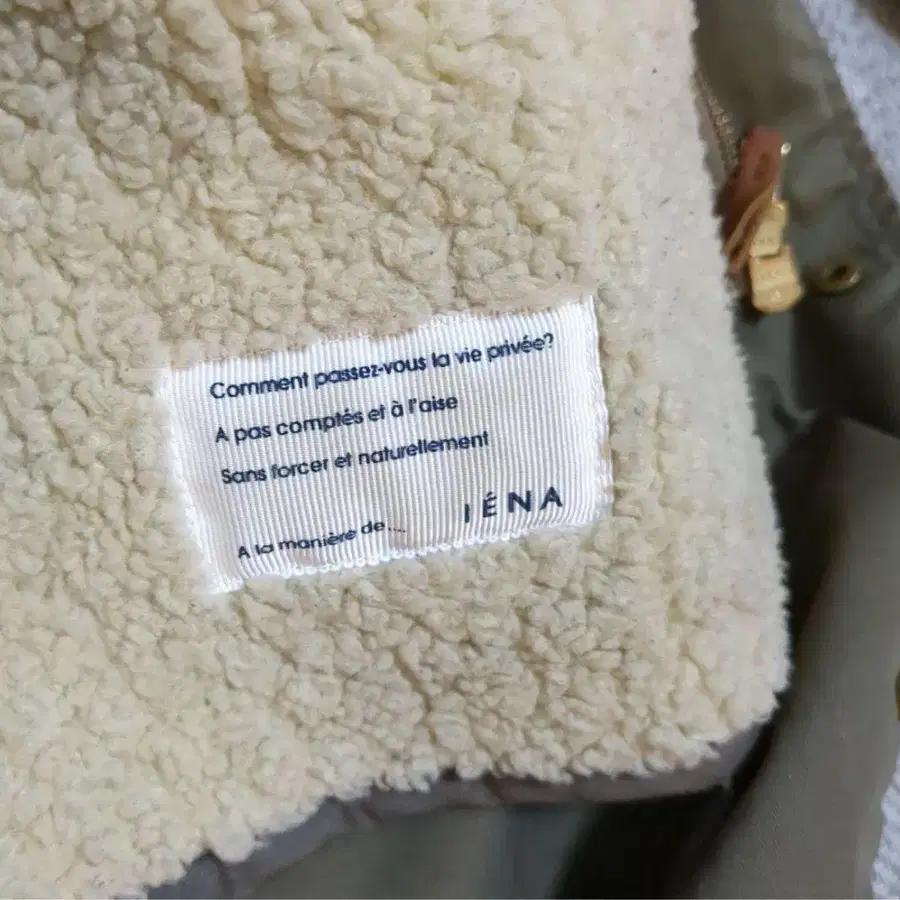 Comment passez-vous la vie privée?
A pas comptés et à l'aise
Sans forcer et naturellement
A la manière de.... IÉNA